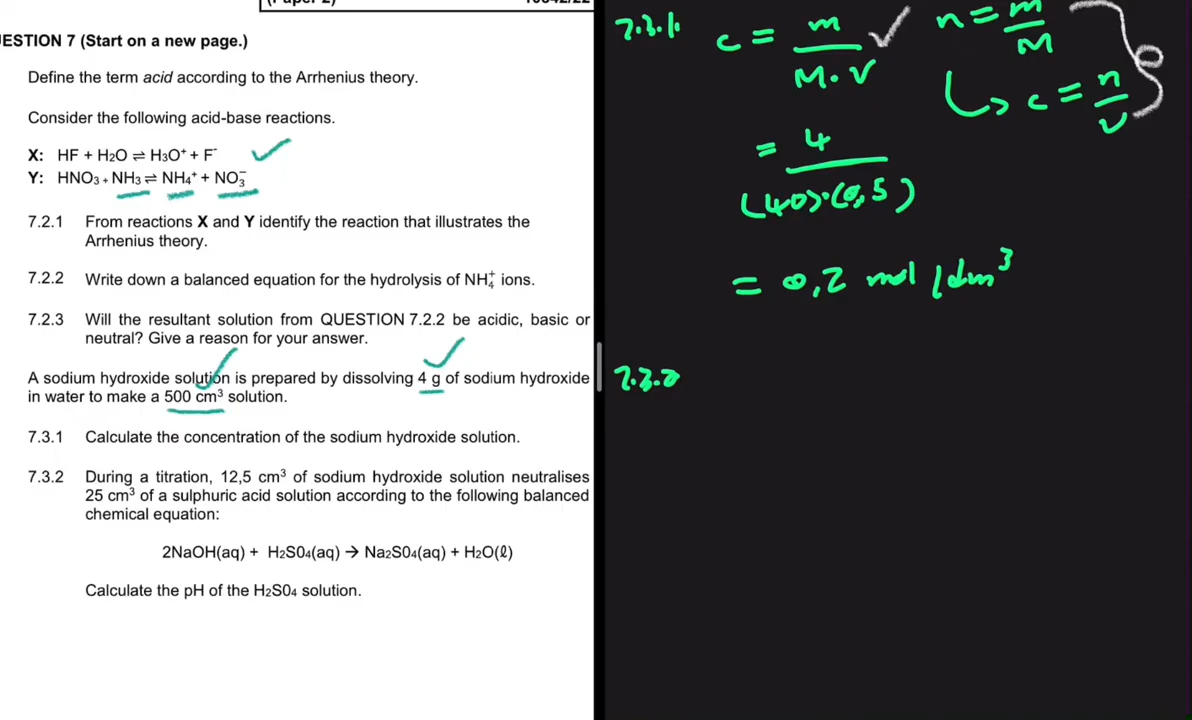 (Paper 2) 10842/22
ESTION 7 (Start on a new page.)
Define the term acid according to the Arrhenius theory.
Consider the following acid-base reactions.
X: HF + H₂O ⇌ H₃O⁺ + F⁻
Y: HNO₃ + NH₃ ⇌ NH₄⁺ + NO₃⁻
7.2.1 From reactions X and Y identify the reaction that illustrates the
Arrhenius theory.
7.2.2 Write down a balanced equation for the hydrolysis of NH₄⁺ ions.
7.2.3 Will the resultant solution from QUESTION 7.2.2 be acidic, basic or
neutral? Give a reason for your answer.
A sodium hydroxide solution is prepared by dissolving 4 g of sodium hydroxide
in water to make a 500 cm³ solution.
7.3.1 Calculate the concentration of the sodium hydroxide solution.
7.3.2 During a titration, 12,5 cm³ of sodium hydroxide solution neutralises
25 cm³ of a sulphuric acid solution according to the following balanced
chemical equation:
2NaOH(aq) + H₂S0₄(aq) → Na₂S0₄(aq) + H₂O(ℓ)
Calculate the pH of the H₂S0₄ solution.
7.3.1. c = m / M·V n = m / M
↳ c = n / V
= 4 / (40)·(0,5)
= 0,2 mol/dm³
7.3.2